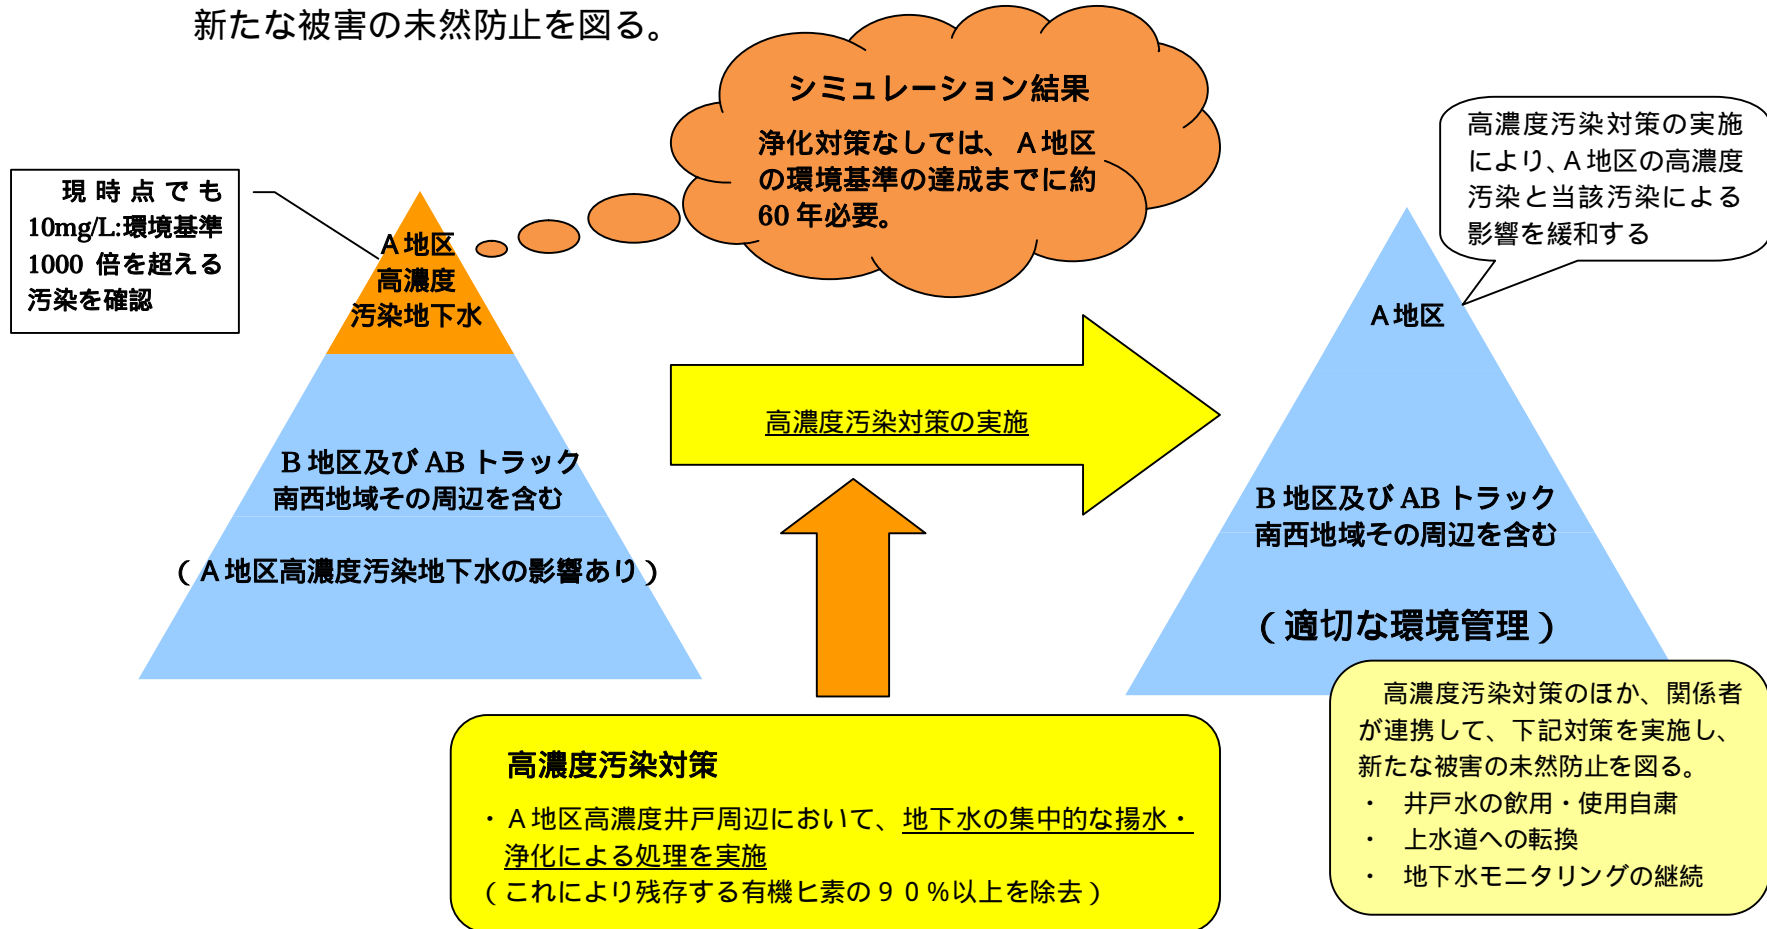 新たな被害の未然防止を図る。
シミュレーション結果
浄化対策なしでは、A地区
の環境基準の達成までに約
60年必要。
現時点でも
10mg/L:環境基準
1000 倍を超える
汚染を確認
A地区
高濃度
汚染地下水
B 地区及び AB トラック
南西地域その周辺を含む
(A地区高濃度汚染地下水の影響あり)
高濃度汚染対策の実施
高濃度汚染対策
・A地区高濃度井戸周辺において、地下水の集中的な揚水・
浄化による処理を実施
(これにより残存する有機ヒ素の90%以上を除去)
高濃度汚染対策の実施
により、A地区の高濃度
汚染と当該汚染による
影響を緩和する
A地区
B 地区及び AB トラック
南西地域その周辺を含む
(適切な環境管理)
高濃度汚染対策のほか、関係者
が連携して、下記対策を実施し、
新たな被害の未然防止を図る。
・ 井戸水の飲用・使用自粛
・ 上水道への転換
・ 地下水モニタリングの継続